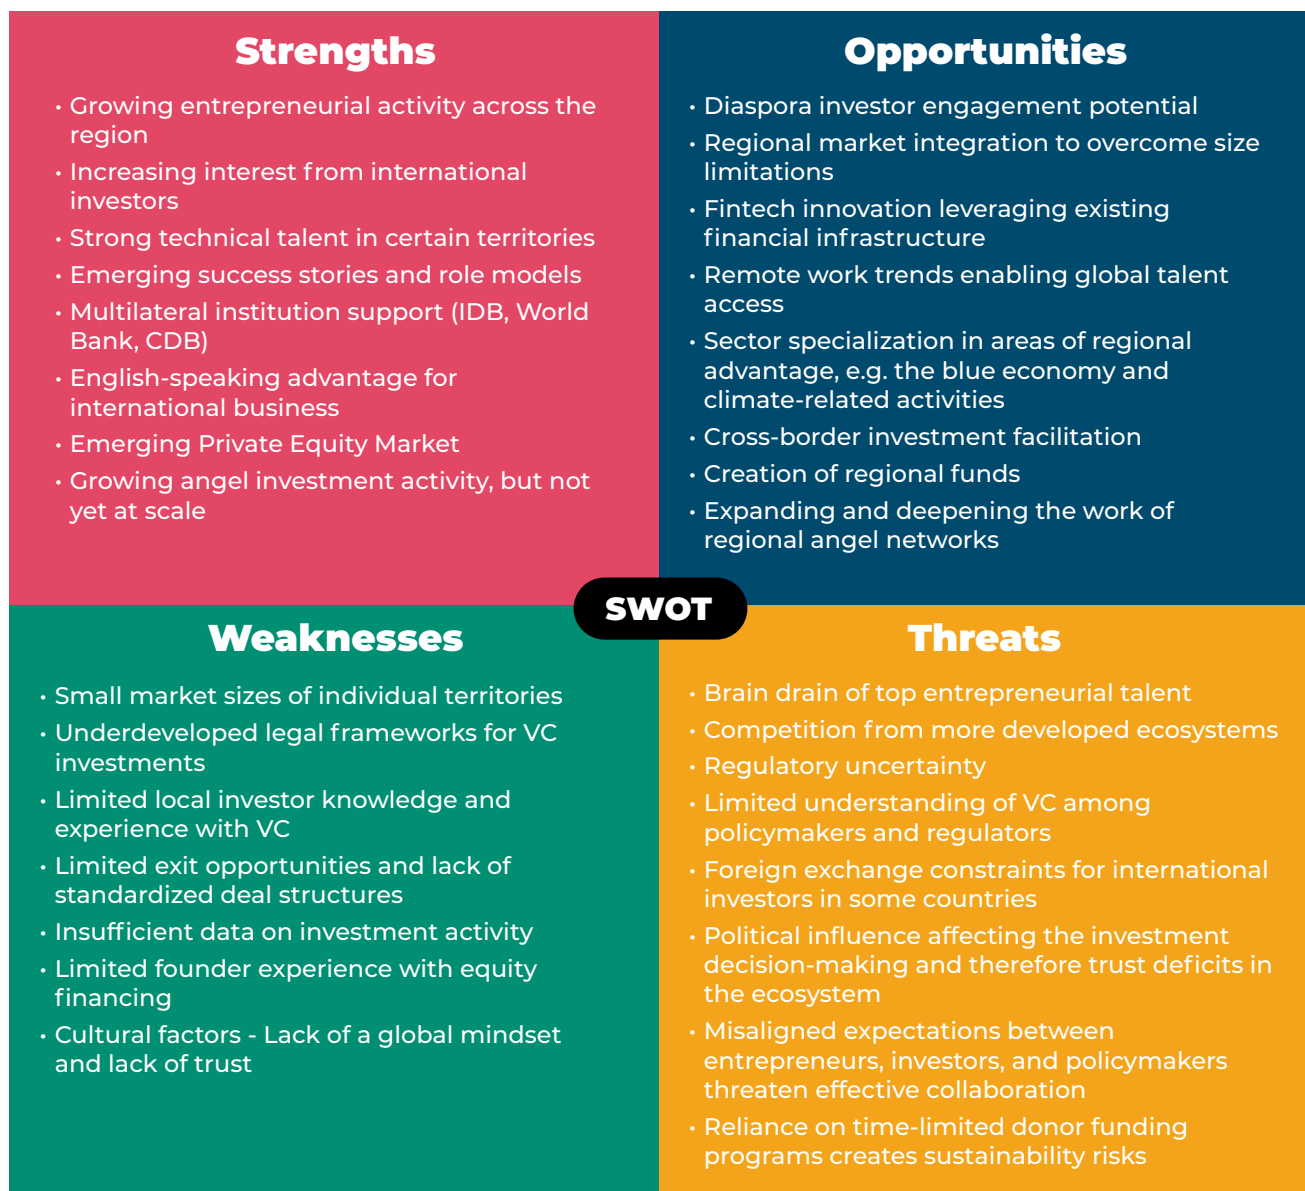 Strengths
• Growing entrepreneurial activity across the
region
• Increasing interest from international
investors
• Strong technical talent in certain territories
• Emerging success stories and role models
• Multilateral institution support (IDB, World
Bank, CDB)
• English-speaking advantage for
international business
• Emerging Private Equity Market
• Growing angel investment activity, but not
yet at scale
Opportunities
• Diaspora investor engagement potential
• Regional market integration to overcome size
limitations
• Fintech innovation leveraging existing
financial infrastructure
• Remote work trends enabling global talent
access
• Sector specialization in areas of regional
advantage, e.g. the blue economy and
climate-related activities
• Cross-border investment facilitation
• Creation of regional funds
• Expanding and deepening the work of
regional angel networks
SWOT
Weaknesses
• Small market sizes of individual territories
• Underdeveloped legal frameworks for VC
investments
• Limited local investor knowledge and
experience with VC
• Limited exit opportunities and lack of
standardized deal structures
• Insufficient data on investment activity
• Limited founder experience with equity
financing
• Cultural factors - Lack of a global mindset
and lack of trust
Threats
• Brain drain of top entrepreneurial talent
• Competition from more developed ecosystems
• Regulatory uncertainty
• Limited understanding of VC among
policymakers and regulators
• Foreign exchange constraints for international
investors in some countries
• Political influence affecting the investment
decision-making and therefore trust deficits in
the ecosystem
• Misaligned expectations between
entrepreneurs, investors, and policymakers
threaten effective collaboration
• Reliance on time-limited donor funding
programs creates sustainability risks